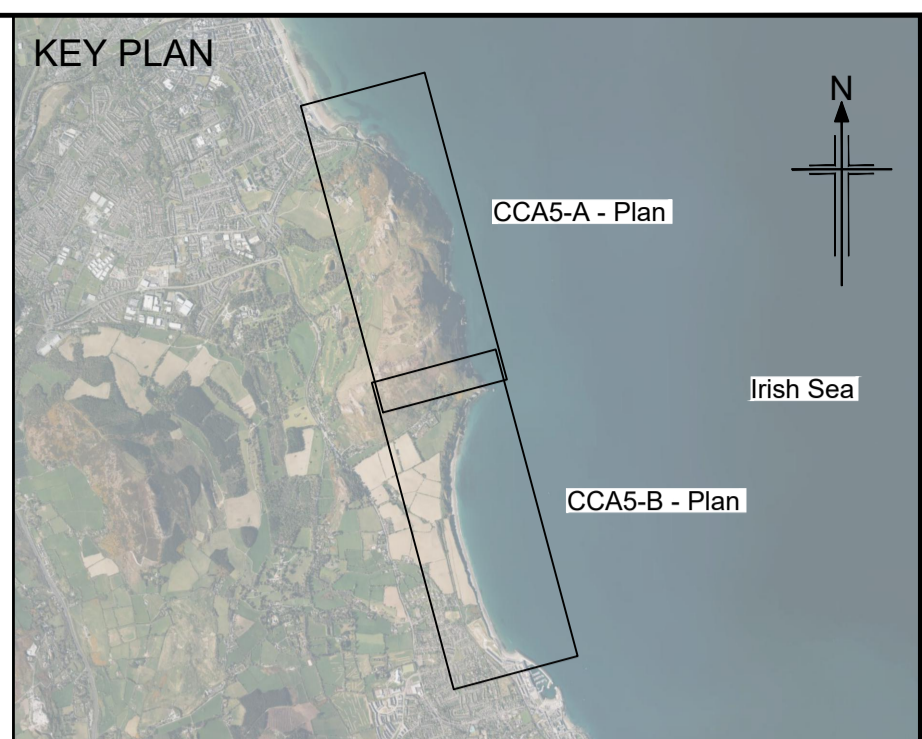 KEY PLAN
N
CCA5-A - Plan
Irish Sea
CCA5-B - Plan